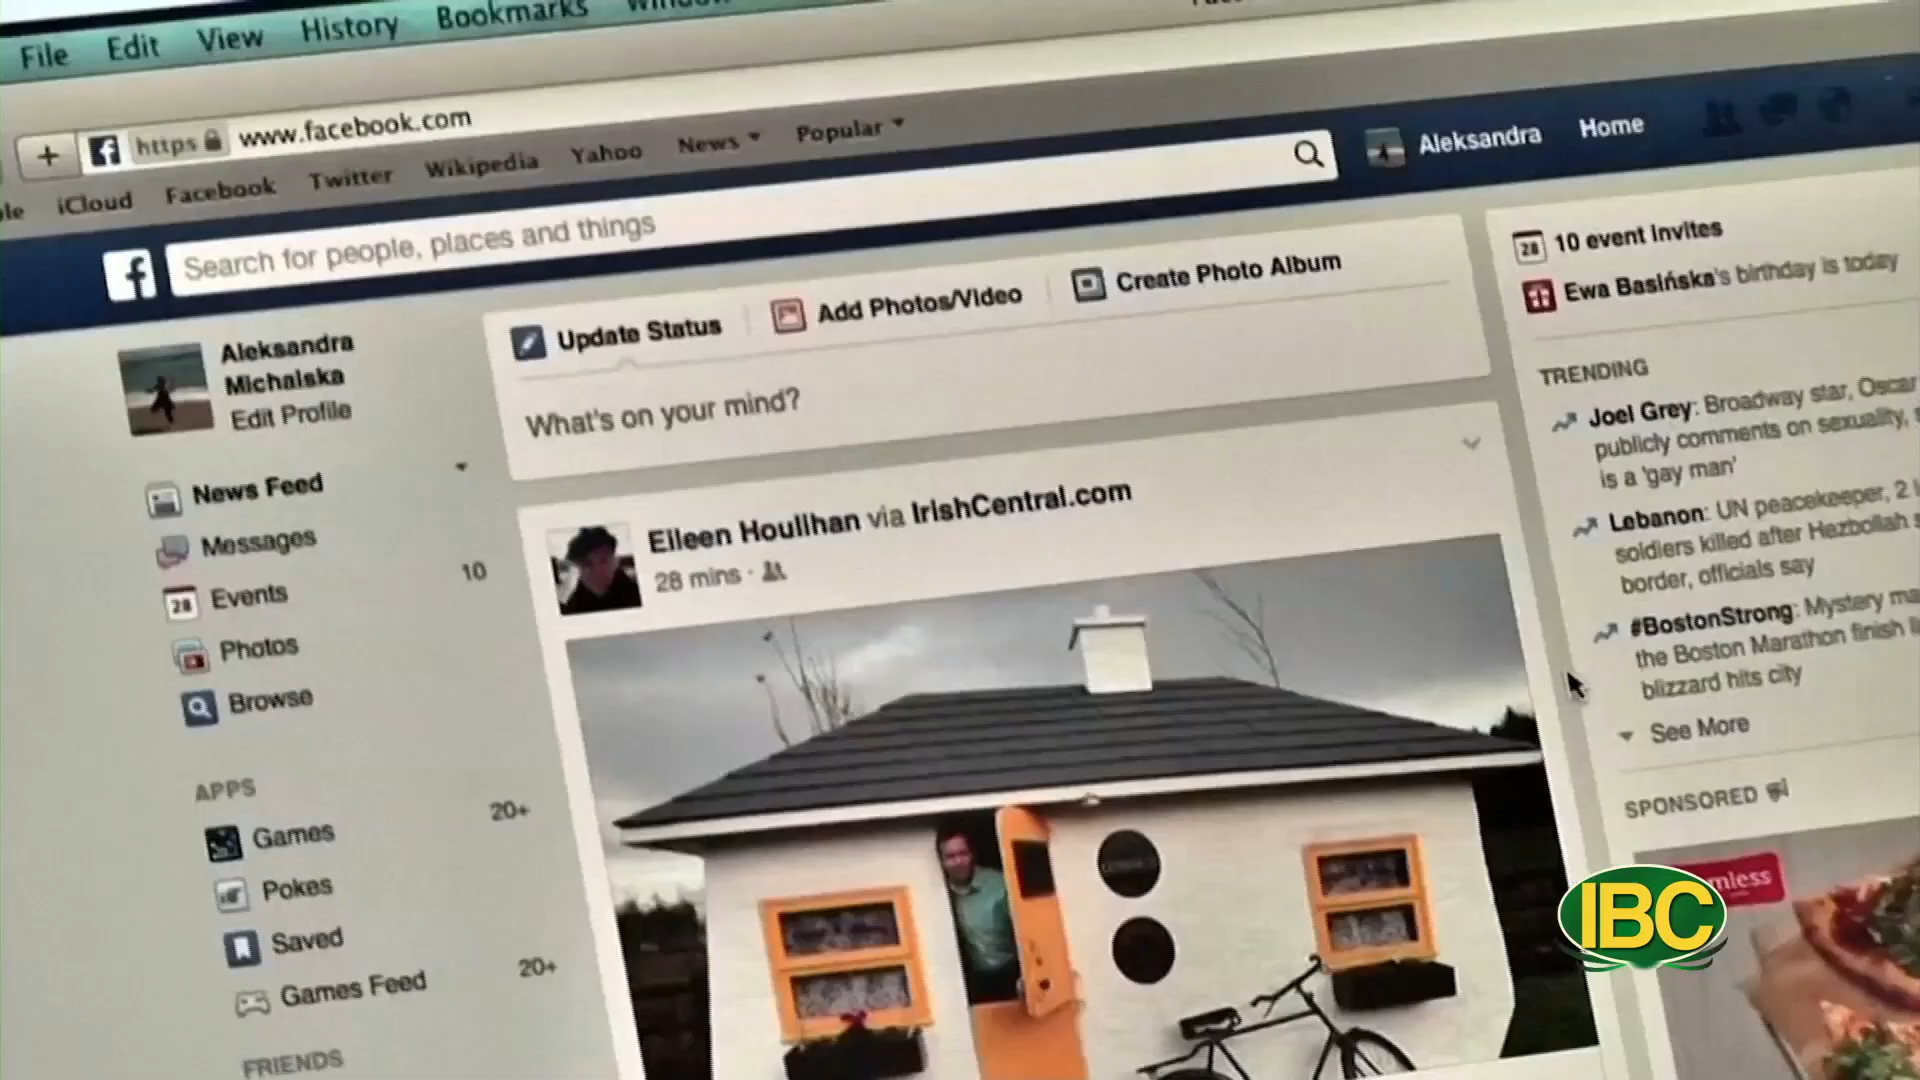 File Edit View History Bookmarks
https www.facebook.com
iCloud Facebook Twitter Wikipedia Yahoo News Popular
Search for people, places and things
Aleksandra Home
Aleksandra
Michalska
Edit Profile
News Feed
Messages
Events 10
Photos
Browse
APPS
Games 20+
Pokes
Saved
Games Feed 20+
FRIENDS
Update Status Add Photos/Video Create Photo Album
What's on your mind?
Eileen Houlihan via IrishCentral.com
28 mins ·
28 10 event invites
Ewa Basińska's birthday is today
TRENDING
Joel Grey: Broadway star, Oscar
publicly comments on sexuality,
is a 'gay man'
Lebanon: UN peacekeeper, 2
soldiers killed after Hezbollah
border, officials say
#BostonStrong: Mystery
the Boston Marathon finish
blizzard hits city
See More
SPONSORED
IBC